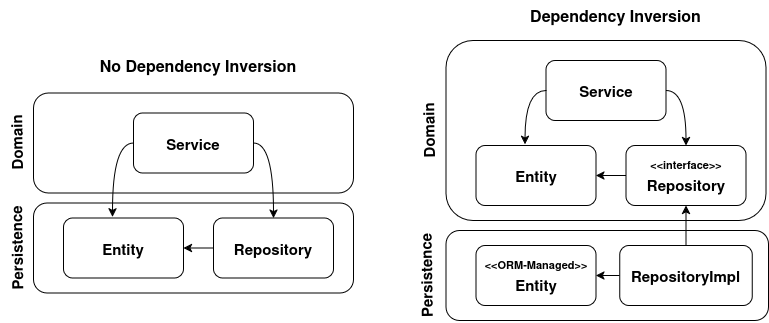 No Dependency Inversion
Domain
Service
Persistence
Entity
Repository
Dependency Inversion
Domain
Service
Entity
<<interface>>
Repository
Persistence
<<ORM-Managed>>
Entity
RepositoryImpl